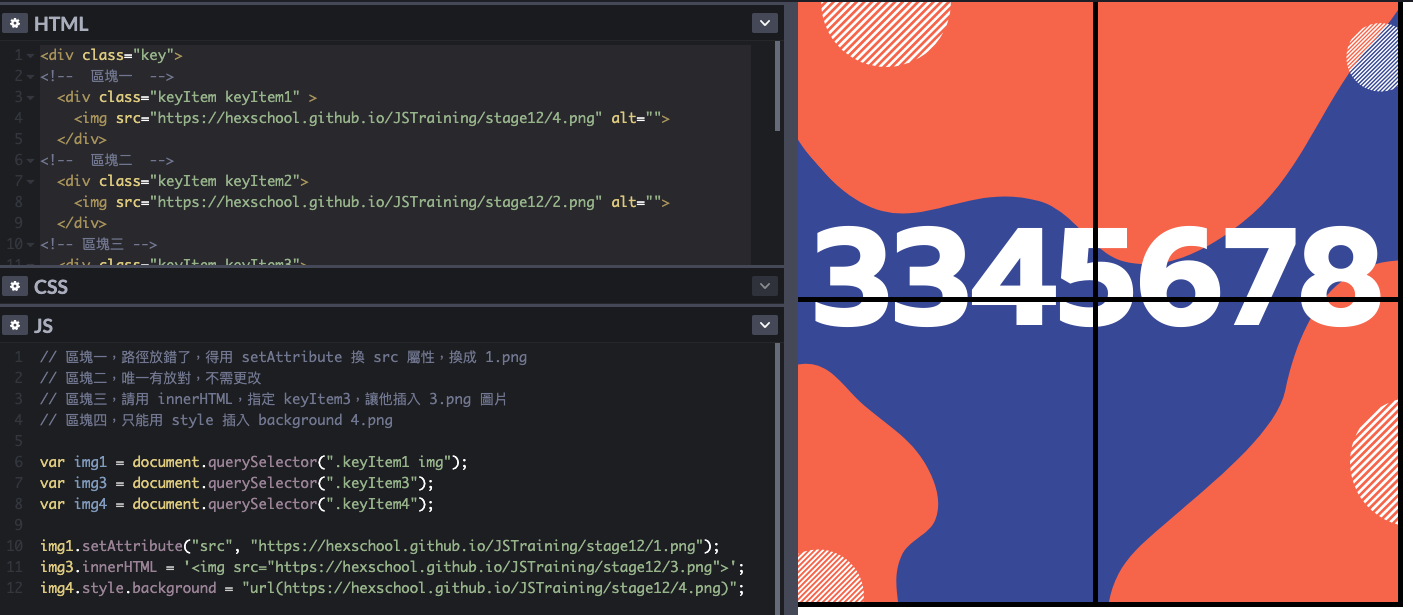 HTML
1 <div class="key">
2 <!--  區塊一  -->
3 <div class="keyItem keyItem1" >
4 <img src="https://hexschool.github.io/JSTraining/stage12/4.png" alt="">
5 </div>
6 <!--  區塊二  -->
7 <div class="keyItem keyItem2">
8 <img src="https://hexschool.github.io/JSTraining/stage12/2.png" alt="">
9 </div>
10 <!-- 區塊三 -->
11 <div class="keyItem keyItem3">
CSS
JS
1 // 區塊一，路徑放錯了，得用 setAttribute 換 src 屬性，換成 1.png
2 // 區塊二，唯一有放對，不需更改
3 // 區塊三，請用 innerHTML，指定 keyItem3，讓他插入 3.png 圖片
4 // 區塊四，只能用 style 插入 background 4.png
5
6 var img1 = document.querySelector(".keyItem1 img");
7 var img3 = document.querySelector(".keyItem3");
8 var img4 = document.querySelector(".keyItem4");
9
10 img1.setAttribute("src", "https://hexschool.github.io/JSTraining/stage12/1.png");
11 img3.innerHTML = '<img src="https://hexschool.github.io/JSTraining/stage12/3.png">';
12 img4.style.background = "url(https://hexschool.github.io/JSTraining/stage12/4.png)";
3345678